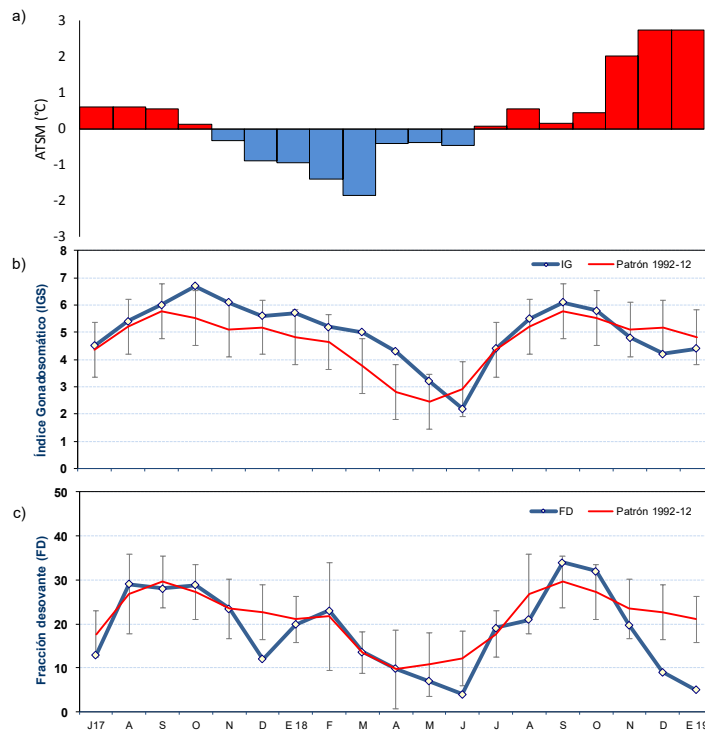 a)
3
2
1
0
-1
-2
-3
ATSM (°C)
b)
IG
Patrón 1992-12
8
7
6
5
4
3
2
1
0
Índice Gonadosomático (IGS)
c)
FD
Patrón 1992-12
50
40
30
20
10
0
Fracción desovante (FD)
J17 A S O N D E 18 F M A M J J A S O N D E 19